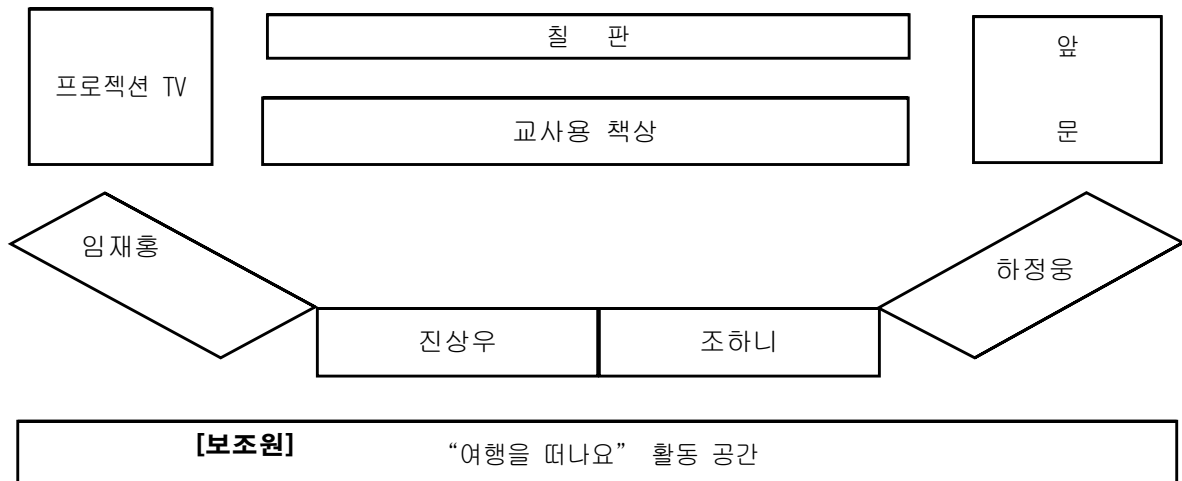 칠 판
프로젝션 TV
앞
문
교사용 책상
임재홍
하정웅
진상우
조하니
[보조원]
“여행을 떠나요” 활동 공간